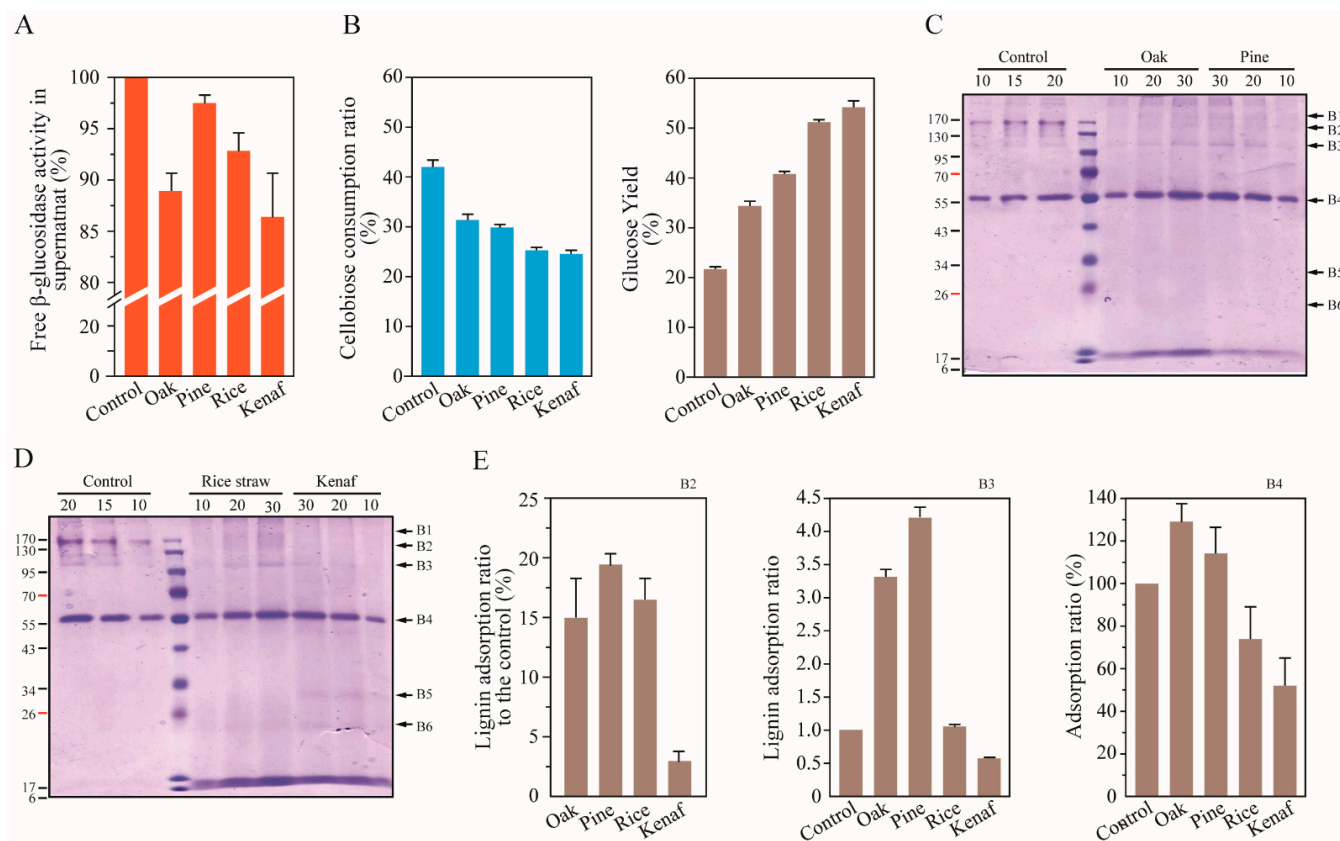 A
Free β-glucosidase activity in
supernatnat (%)
100
95
90
85
80
20
0
Control
Oak
Pine
Rice
Kenaf
B
Cellobiose consumption ratio
(%)
60
50
40
30
20
10
0
Control
Oak
Pine
Rice
Kenaf
Glucose Yield
(%)
60
50
40
30
20
10
0
Control
Oak
Pine
Rice
Kenaf
C
Control Oak Pine
10 15 20 10 20 30 30 20 10
170
130
95
70
55
43
34
26
17
6
B1
B2
B3
B4
B5
B6
D
Control Rice straw Kenaf
20 15 10 10 20 30 30 20 10
170
130
95
70
55
43
34
26
17
6
B1
B2
B3
B4
B5
B6
E
B2
Lignin adsorption ratio
to the control (%)
25
20
15
10
5
0
Oak
Pine
Rice
Kenaf
B3
Lignin adsorption ratio
4.5
4.0
3.5
3.0
2.5
2.0
1.5
1.0
0.5
0.0
Control
Oak
Pine
Rice
Kenaf
B4
Adsorption ratio (%)
140
120
100
80
60
40
20
0
Control
Oak
Pine
Rice
Kenaf